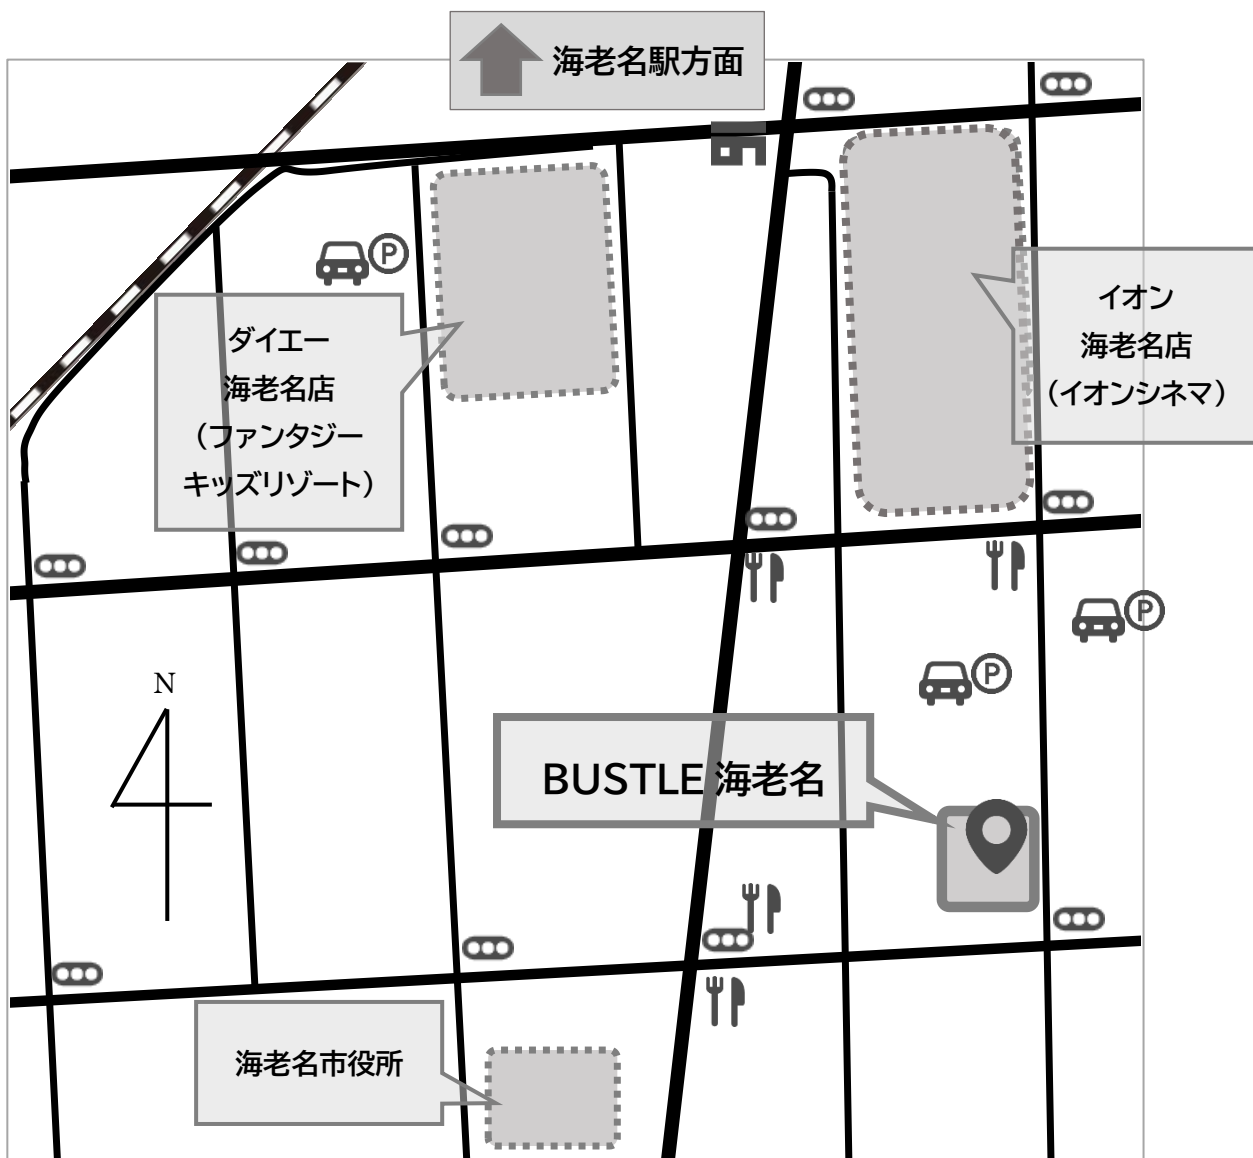 海老名駅方面
P
ダイエー
海老名店
（ファンタジー
キッズリゾート）
イオン
海老名店
（イオンシネマ）
P
P
N
BUSTLE 海老名
海老名市役所